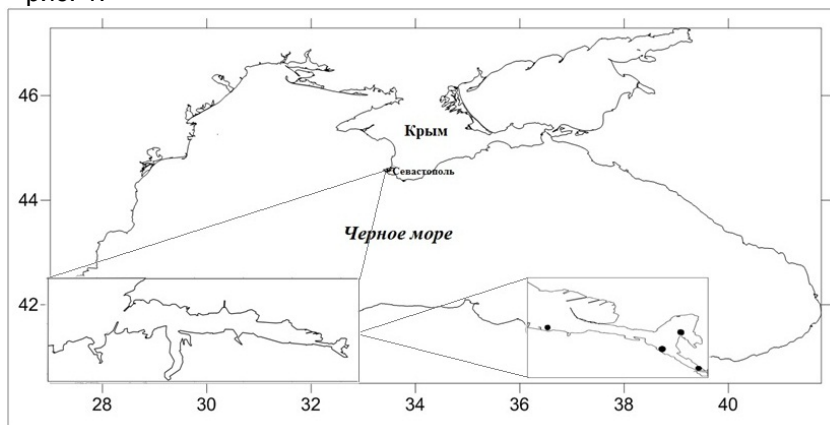 рис. 1.
46
Крым
Севастополь
44
Черное море
42
28 30 32 34 36 38 40